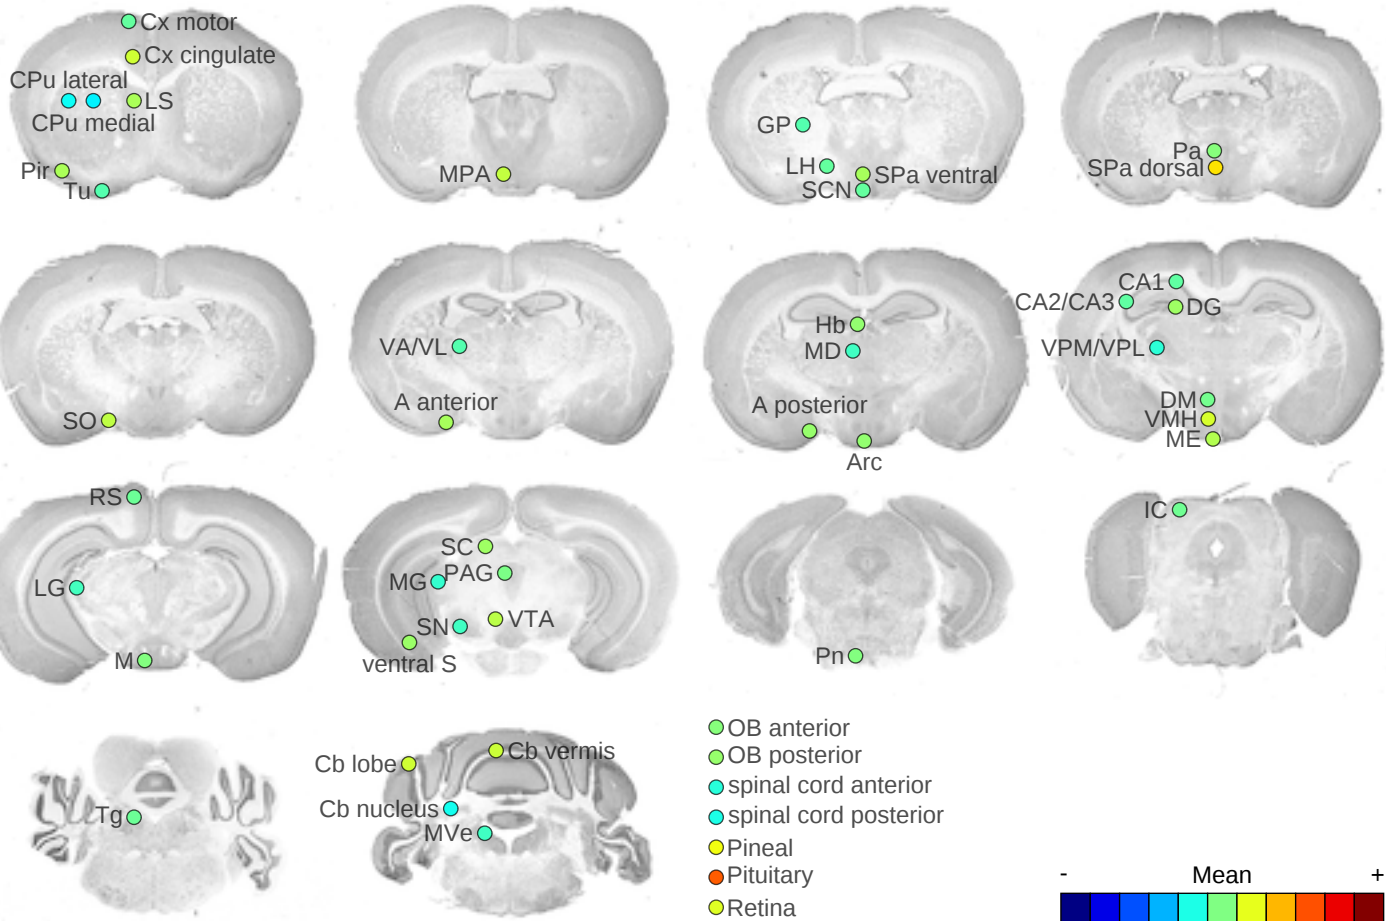 Cx motor
Cx cingulate
CPu lateral
LS
CPu medial
Pir
Tu
MPA
GP
LH
SPa ventral
SCN
Pa
SPa dorsal
SO
VA/VL
A anterior
Hb
MD
A posterior
Arc
CA1
CA2/CA3
DG
VPM/VPL
DM
VMH
ME
RS
LG
M
SC
MG
PAG
SN
VTA
ventral S
Pn
IC
Tg
Cb lobe
Cb vermis
Cb nucleus
MVe
OB anterior
OB posterior
spinal cord anterior
spinal cord posterior
Pineal
Pituitary
Retina
- Mean +